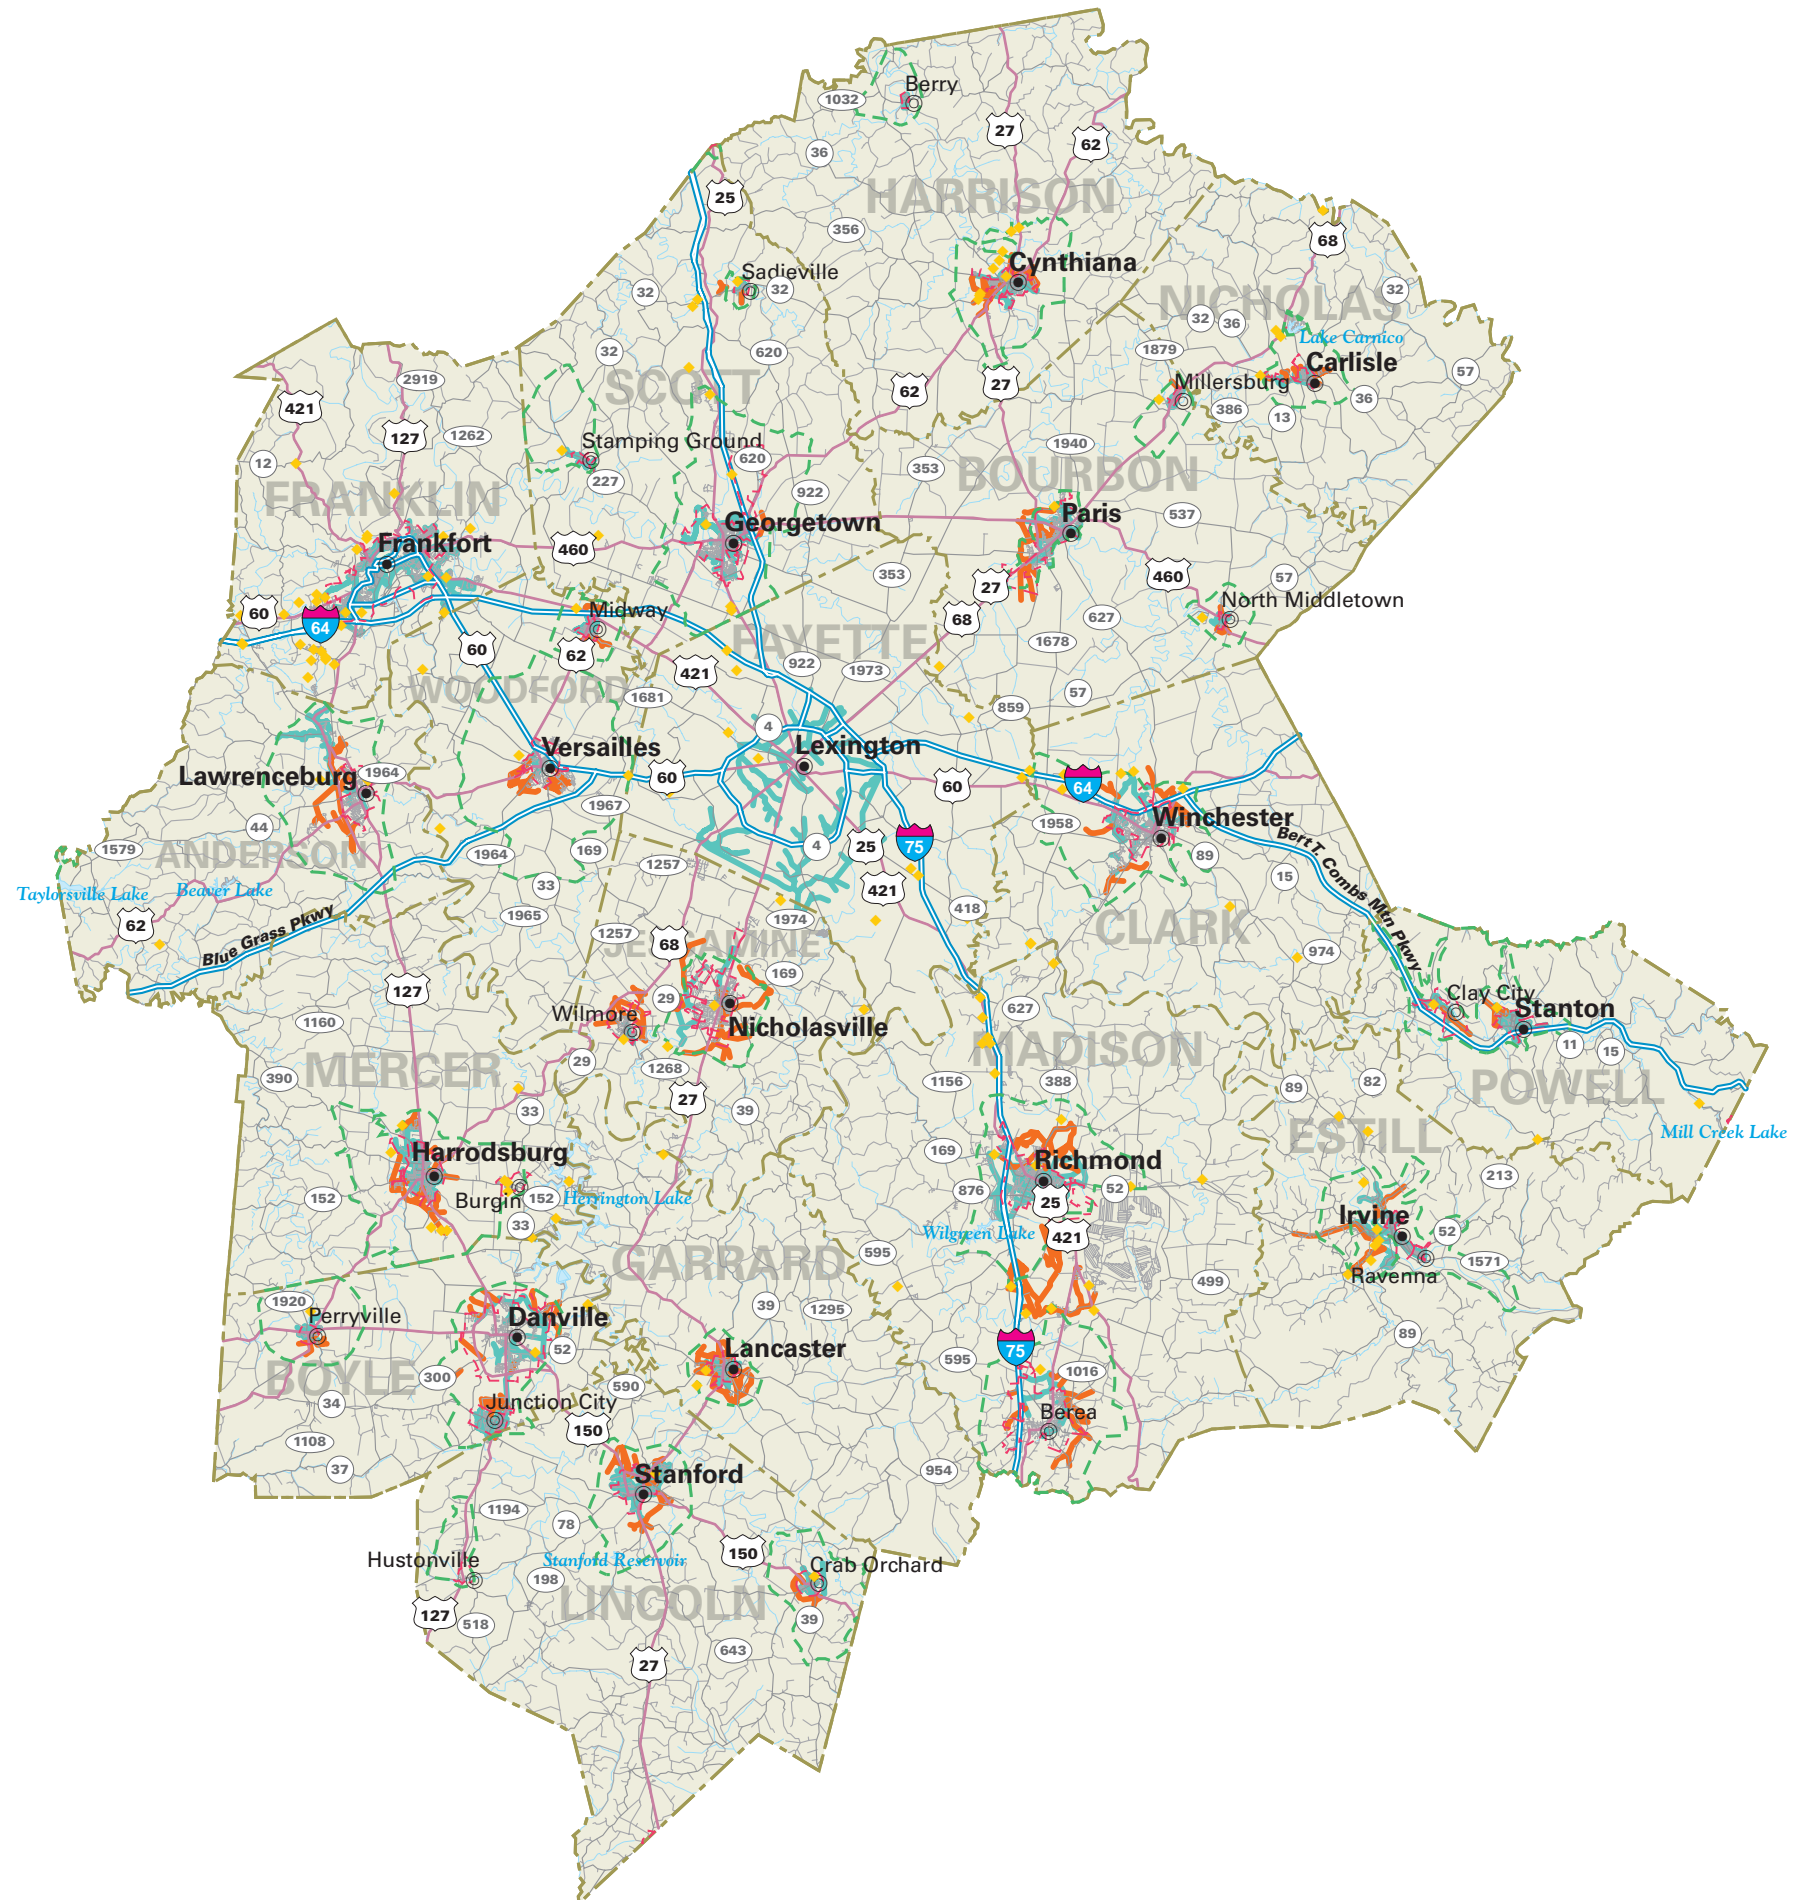 Berry
1032
27
62
36
25
HARRISON
356
68
Cynthiana
Sadieville
32
32
32
NICHOLAS
32
36
Lake Carnico
620
32
1879
Carlisle
57
2919
SCOTT
62
27
Millersburg
386
36
13
421
127
1262
Stamping Ground
1940
12
620
353
BOURBON
227
922
FRANKLIN
Georgetown
Paris
537
Frankfort
460
353
27
460
57
60
64
Midway
68
627
North Middletown
FAYETTE
60
62
922
1973
1678
421
WOODFORD
1681
57
859
4
Versailles
Lexington
Lawrenceburg
1964
60
60
64
1967
Winchester
44
1958
Bert T. Combs Mtn Pkwy
1579
ANDERSON
1964
169
1257
4
25
75
89
Taylorsville Lake
Beaver Lake
33
421
15
62
1965
418
1974
Blue Grass Pkwy
1257
68
JESSAMINE
CLARK
974
169
127
29
Clay City
Wilmore
Stanton
1160
Nicholasville
627
MADISON
11
15
MERCER
29
1268
390
1156
388
89
82
POWELL
27
33
39
ESTILL
Mill Creek Lake
Harrodsburg
169
Richmond
213
152
Burgin
152
Herrington Lake
876
52
25
33
Wilgreen Lake
421
Irvine
52
GARRARD
595
1571
Ravenna
499
1920
Perryville
39
1295
Danville
89
52
Lancaster
75
595
BOYLE
300
590
1016
34
Junction City
Berea
150
1108
37
Stanford
954
1194
78
Hustonville
Stanford Reservoir
150
Crab Orchard
198
LINCOLN
127
518
39
643
27